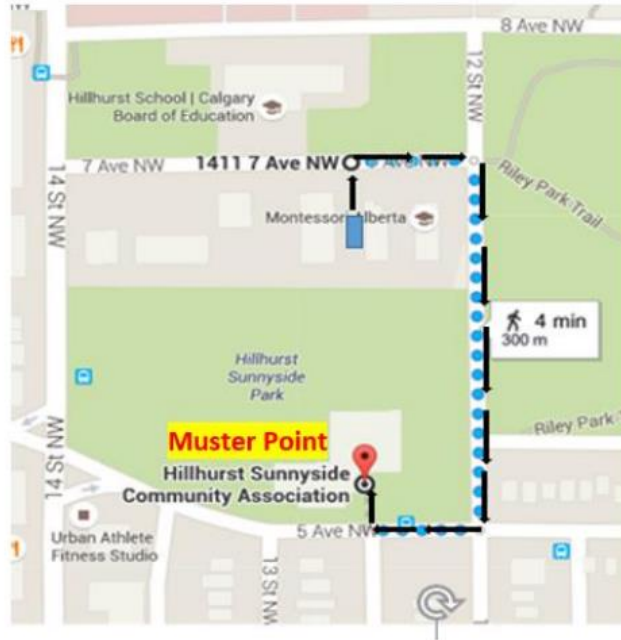 8 Ave NW
12 St NW
Hillhurst School | Calgary
Board of Education
14 St NW
7 Ave NW
1411 7 Ave NW
Riley Park Trail
Montessori Alberta
4 min
300 m
Hillhurst
Sunnyside
Park
Muster Point
Riley Park
Hillhurst Sunnyside
Community Association
14 St NW
5 Ave NW
Urban Athlete
Fitness Studio
13 St NW